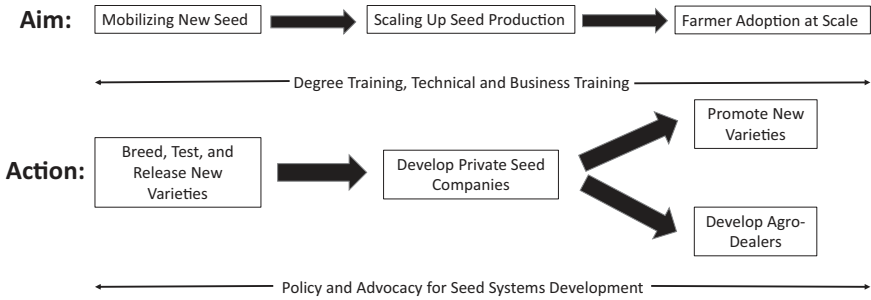 Aim: Mobilizing New Seed Scaling Up Seed Production Farmer Adoption at Scale
Degree Training, Technical and Business Training
Action:
Breed, Test, and
Release New
Varieties
Develop Private Seed
Companies
Promote New
Varieties
Develop Agro-
Dealers
Policy and Advocacy for Seed Systems Development